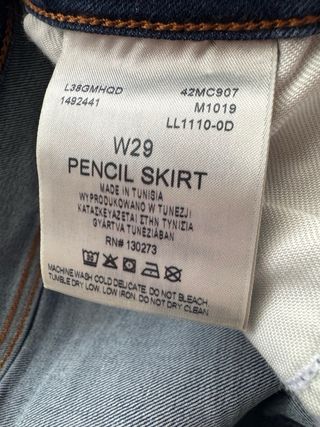 L38GMHQD 42MC907
1492441 M1019
LL1110-0D
W29
PENCIL SKIRT
MADE IN TUNISIA
WYPRODUKOWANO W TUNEZJI
ΚΑΤΑΣΚΕΥΑΖΕΤΑΙ ΣΤΗΝ ΤΥΝΗΣΙΑ
GYÁRTVA TUNÉZIÁBAN
RN# 130273
MACHINE WASH COLD DELICATE. DO NOT BLEACH.
TUMBLE DRY LOW. LOW IRON. DO NOT DRY CLEAN